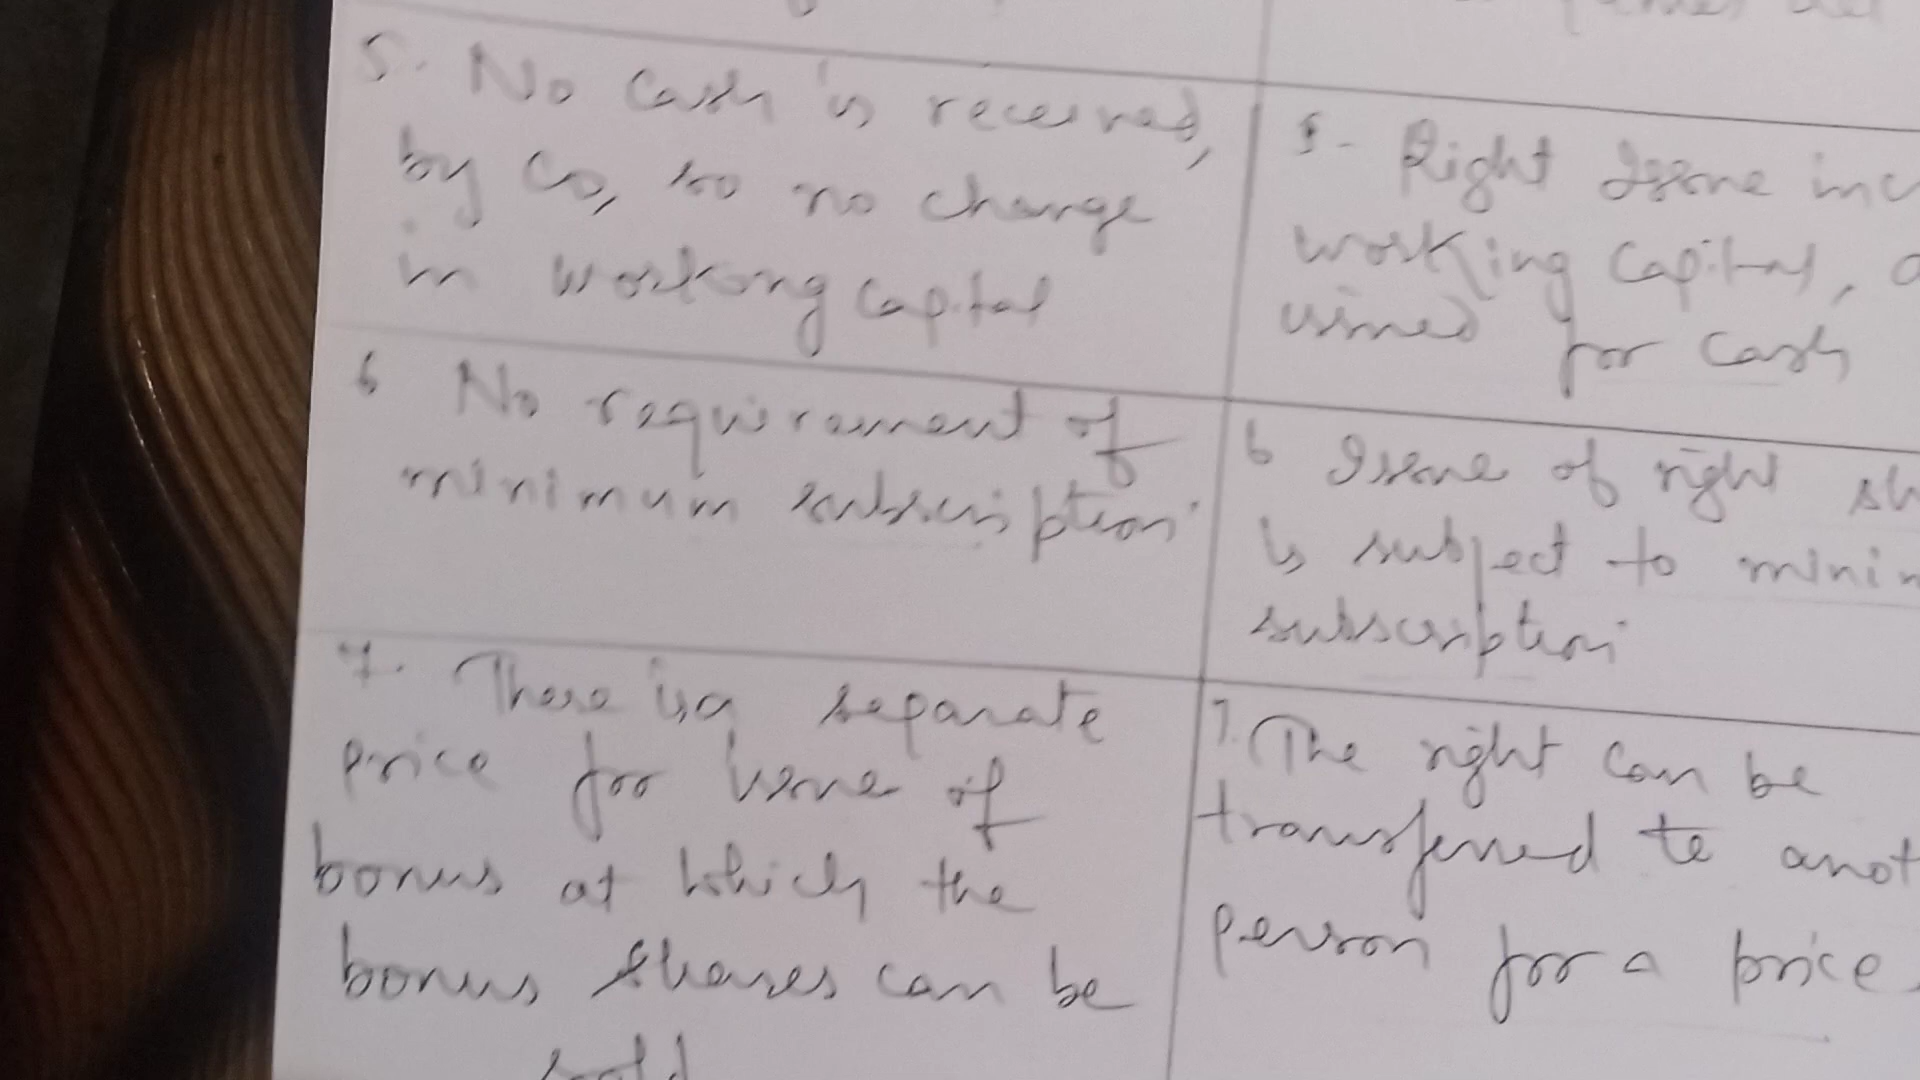 5. No Cash is received,
by Co, so no change
in working capital
6 No requirement of
minimum subscription
7. There is a separate
price for issue of
bonus at which the
bonus shares can be
sold
5- Right Issue inc
working capital,
for cash
6 Issue of right sh
is subject to minim
subscription
7. The right can be
transferred to anot
person for a price